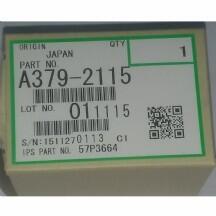 ORIGIN JAPAN QTY
PART NO. 1
A379-2115
LOT NO. 011115
S/N:1511270113 C1
IPS PART NO. 57P3664